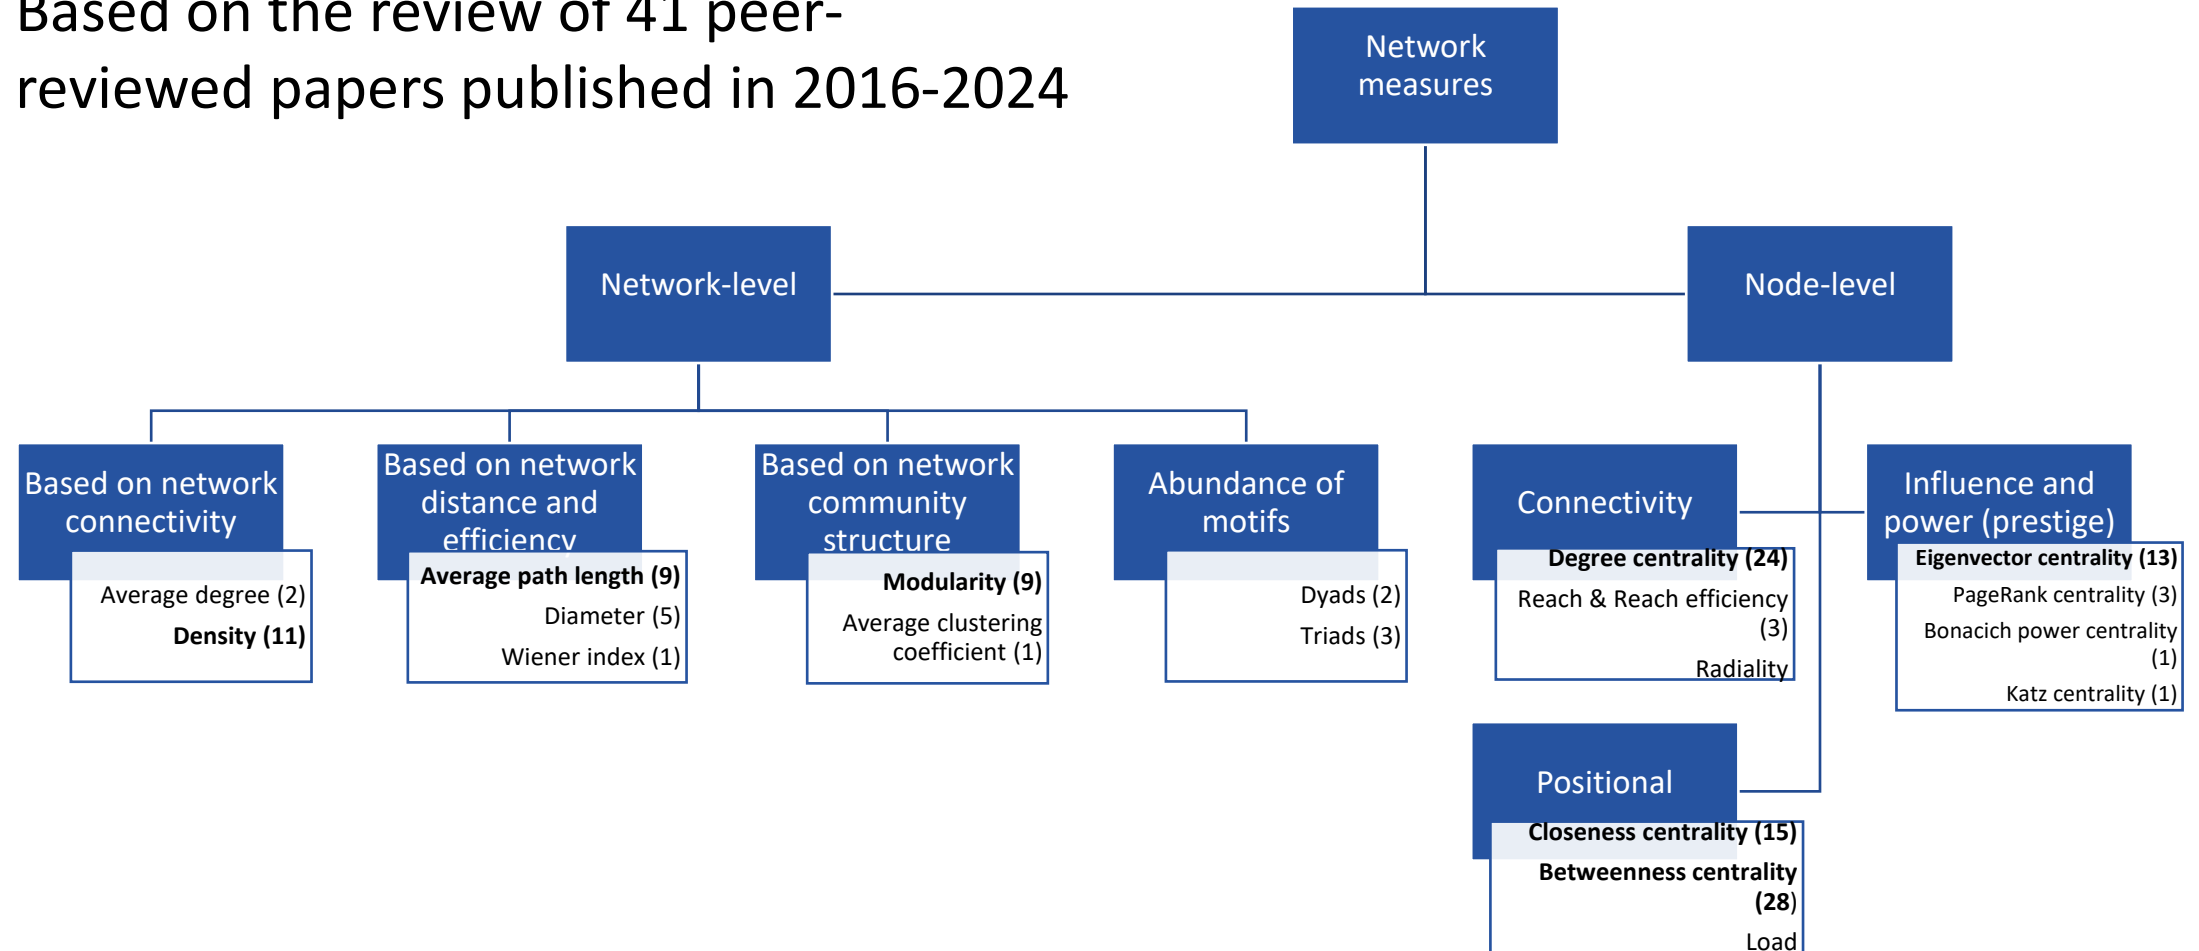 Based on the review of 41 peer-
reviewed papers published in 2016-2024
Network
measures
Network-level
Node-level
Based on network
connectivity
Average degree (2)
Density (11)
Based on network
distance and
efficiency
Average path length (9)
Diameter (5)
Wiener index (1)
Based on network
community
structure
Modularity (9)
Average clustering
coefficient (1)
Abundance of
motifs
Dyads (2)
Triads (3)
Connectivity
Degree centrality (24)
Reach & Reach efficiency
(3)
Radiality
Influence and
power (prestige)
Eigenvector centrality (13)
PageRank centrality (3)
Bonacich power centrality
(1)
Katz centrality (1)
Positional
Closeness centrality (15)
Betweenness centrality
(28)
Load